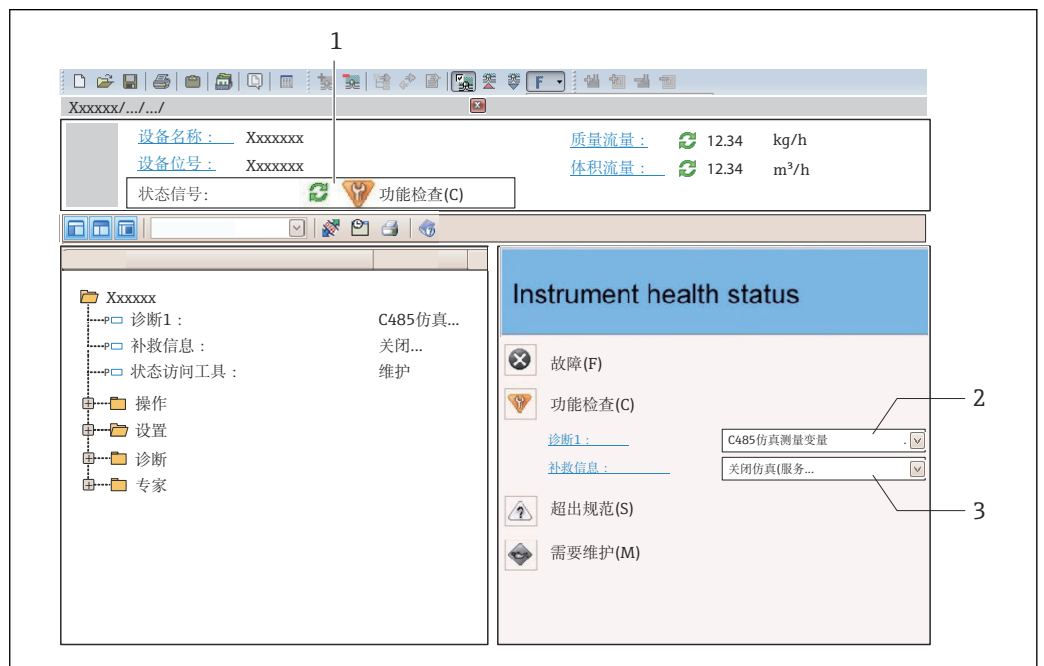 1
F
Xxxxxx/.../.../
设备名称： Xxxxxxx
质量流量： 12.34 kg/h
设备位号： Xxxxxxx
体积流量： 12.34 m³/h
状态信号: 功能检查(C)
Xxxxxx
诊断1： C485仿真...
补救信息： 关闭...
状态访问工具： 维护
操作
设置
诊断
专家
Instrument health status
故障(F)
功能检查(C)
2
诊断1： C485仿真测量变量 .
补救信息： 关闭仿真(服务...
3
超出规范(S)
需要维护(M)